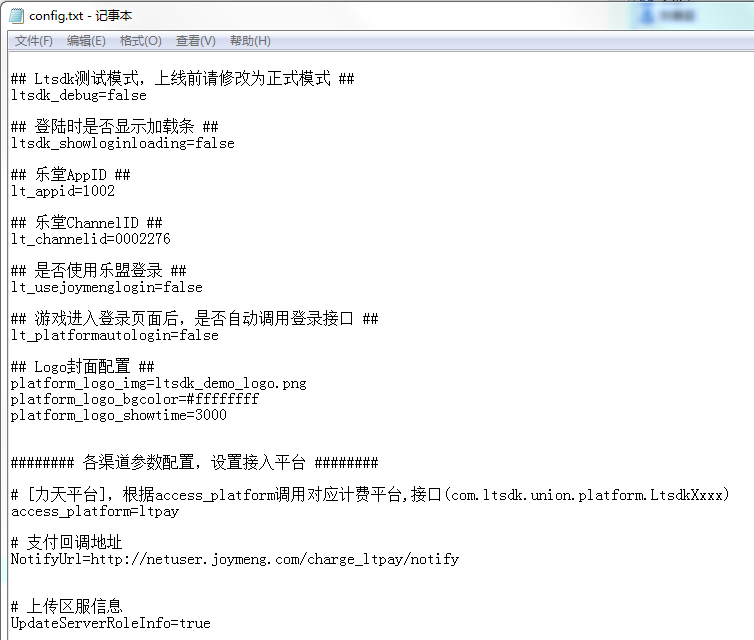 config.txt - 记事本
文件(F) 编辑(E) 格式(O) 查看(V) 帮助(H)
## Ltsdk测试模式，上线前请修改为正式模式 ##
ltsdk_debug=false
## 登陆时是否显示加载条 ##
ltsdk_showloginloading=false
## 乐堂AppID ##
lt_appid=1002
## 乐堂ChannelID ##
lt_channelid=0002276
## 是否使用乐盟登录 ##
lt_usejoymenglogin=false
## 游戏进入登录页面后，是否自动调用登录接口 ##
lt_platformautologin=false
## Logo封面配置 ##
platform_logo_img=ltsdk_demo_logo.png
platform_logo_bgcolor=#ffffffff
platform_logo_showtime=3000
######## 各渠道参数配置，设置接入平台 ########
# [力天平台]，根据access_platform调用对应计费平台,接口(com.ltsdk.union.platform.LtsdkXxxx)
access_platform=ltpay
# 支付回调地址
NotifyUrl=http://netuser.joymeng.com/charge_ltpay/notify
# 上传区服信息
UpdateServerRoleInfo=true